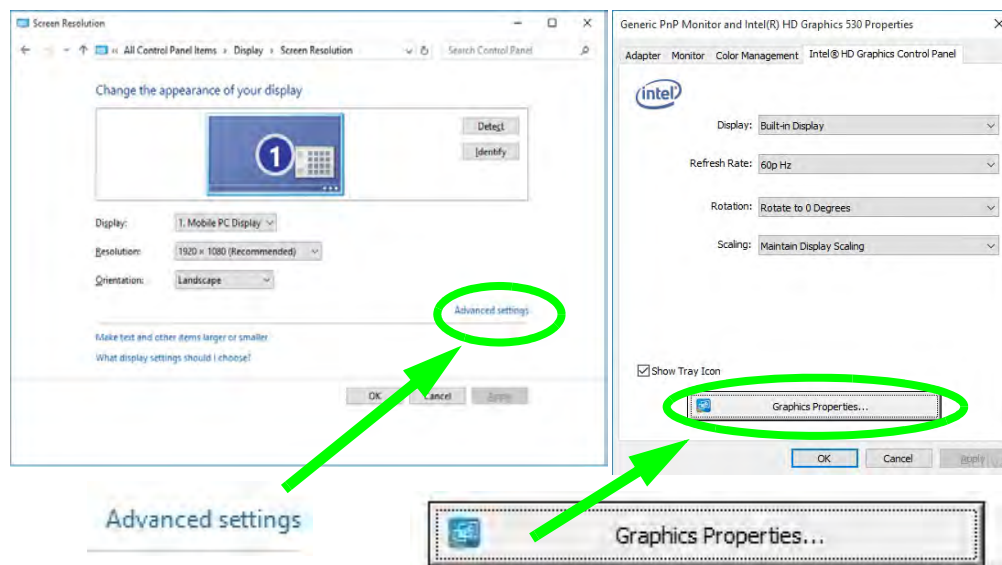 Screen Resolution
« All Control Panel Items › Display › Screen Resolution
Search Control Panel
Change the appearance of your display
1
Detect
Identify
Display: 1. Mobile PC Display
Resolution: 1920 × 1080 (Recommended)
Orientation: Landscape
Advanced settings
Make text and other items larger or smaller
What display settings should I choose?
OK Cancel Apply
Generic PnP Monitor and Intel(R) HD Graphics 530 Properties
Adapter Monitor Color Management Intel® HD Graphics Control Panel
intel
Display: Built-in Display
Refresh Rate: 60p Hz
Rotation: Rotate to 0 Degrees
Scaling: Maintain Display Scaling
Show Tray Icon
Graphics Properties...
OK Cancel Apply
Advanced settings
Graphics Properties...